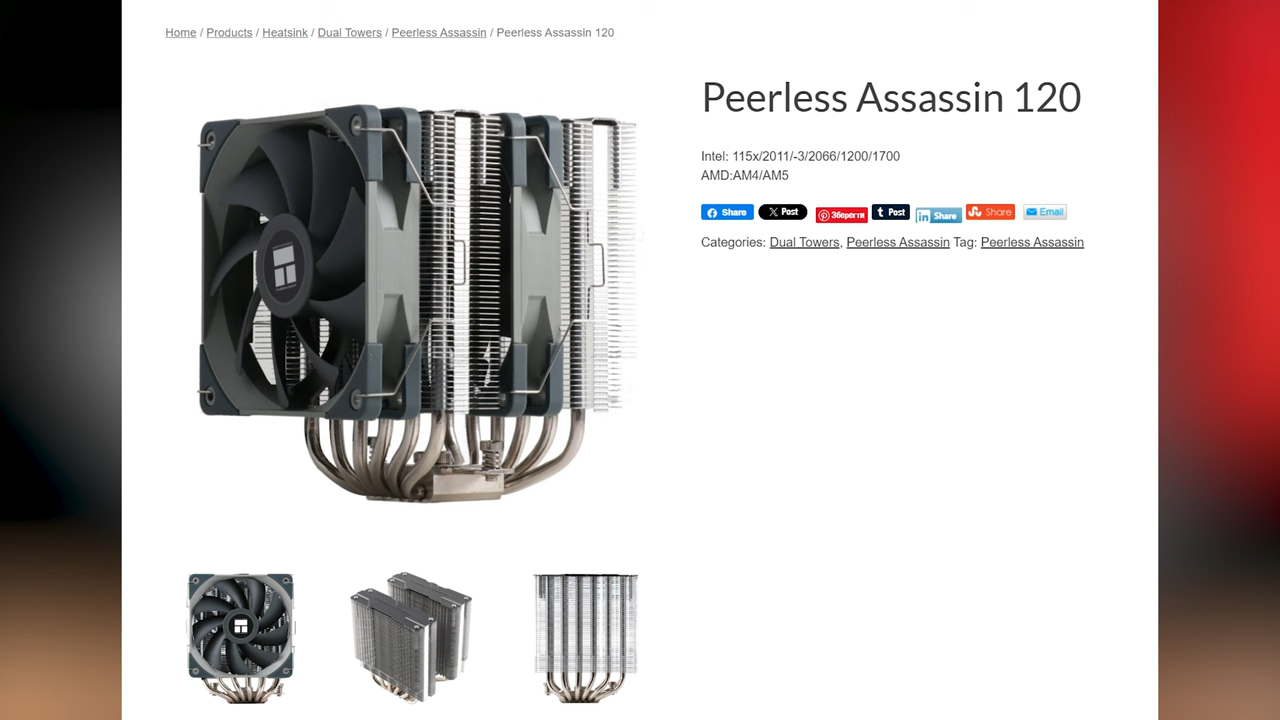 Home / Products / Heatsink / Dual Towers / Peerless Assassin / Peerless Assassin 120
Peerless Assassin 120
Intel: 115x/2011/-3/2066/1200/1700
AMD:AM4/AM5
Share Post Зберегти Post Share Share Email
Categories: Dual Towers, Peerless Assassin Tag: Peerless Assassin